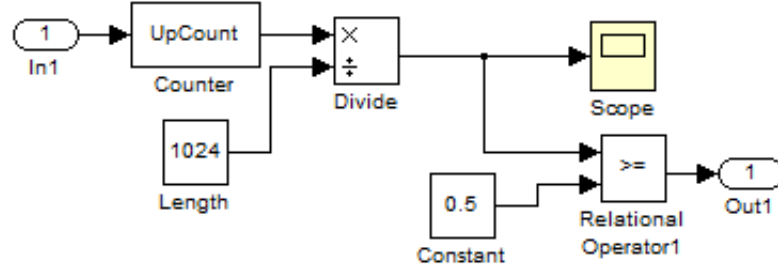 1
In1
UpCount
Counter
×
÷
Divide
Scope
1024
Length
0.5
Constant
>=
Relational
Operator1
1
Out1